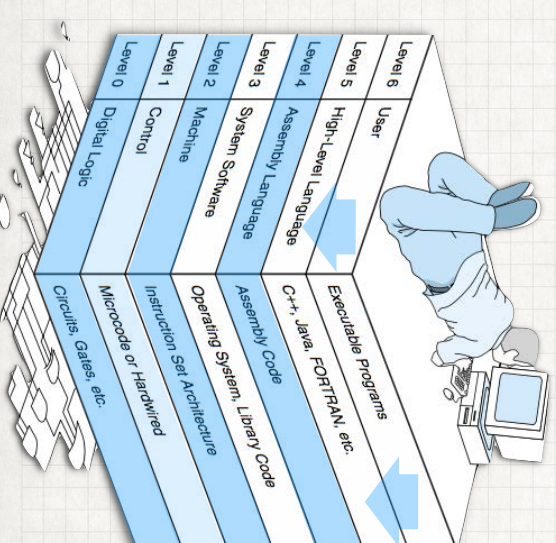 Level 6 User Executable Programs
Level 5 High-Level Language C++, Java, FORTRAN, etc.
Level 4 Assembly Language Assembly Code
Level 3 System Software Operating System, Library Code
Level 2 Machine Instruction Set Architecture
Level 1 Control Microcode or Hardwired
Level 0 Digital Logic Circuits, Gates, etc.